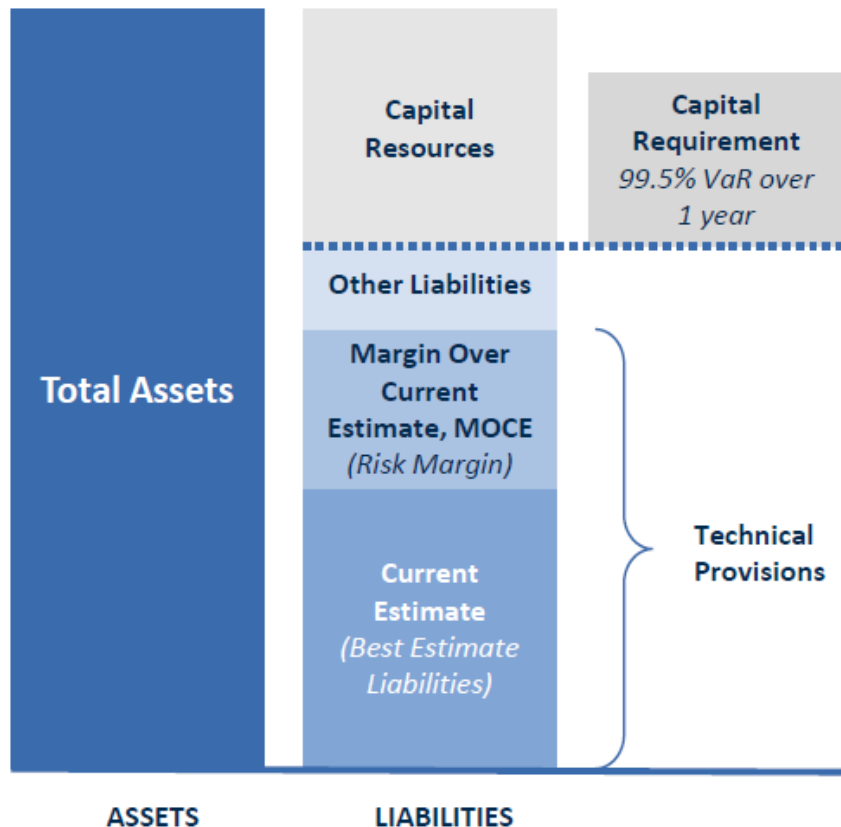 Total Assets
Capital
Resources
Other Liabilities
Margin Over
Current
Estimate, MOCE
(Risk Margin)
Current
Estimate
(Best Estimate
Liabilities)
Capital
Requirement
99.5% VaR over
1 year
Technical
Provisions
ASSETS
LIABILITIES